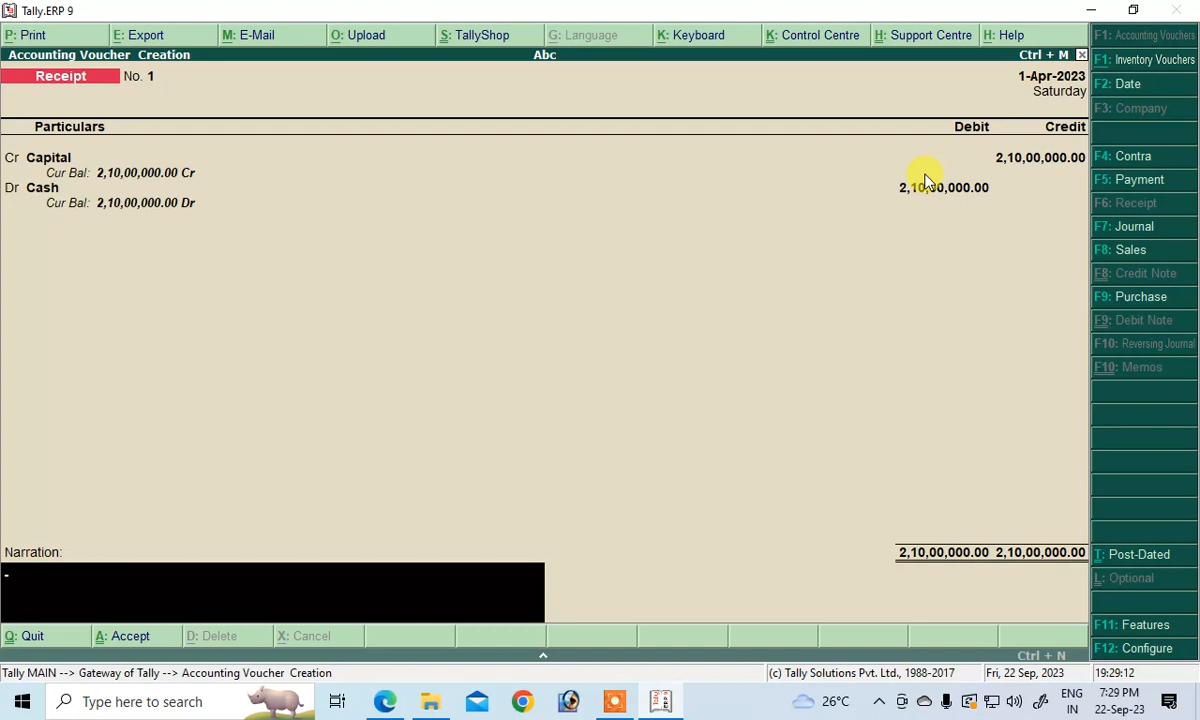 Tally.ERP 9
P: Print E: Export M: E-Mail O: Upload S: TallyShop G: Language K: Keyboard K: Control Centre H: Support Centre H: Help
Accounting Voucher Creation Abc Ctrl + M
Receipt No. 1 1-Apr-2023
Saturday
Particulars Debit Credit
Cr Capital 2,10,00,000.00
Cur Bal: 2,10,00,000.00 Cr
Dr Cash 2,10,00,000.00
Cur Bal: 2,10,00,000.00 Dr
Narration: 2,10,00,000.00 2,10,00,000.00
Q: Quit A: Accept D: Delete X: Cancel
Ctrl + N
F1: Accounting Vouchers
F1: Inventory Vouchers
F2: Date
F3: Company
F4: Contra
F5: Payment
F6: Receipt
F7: Journal
F8: Sales
F8: Credit Note
F9: Purchase
F9: Debit Note
F10: Reversing Journal
F10: Memos
T: Post-Dated
L: Optional
F11: Features
F12: Configure
Tally MAIN --> Gateway of Tally --> Accounting Voucher Creation (c) Tally Solutions Pvt. Ltd., 1988-2017 Fri, 22 Sep, 2023 19:29:12
Type here to search 26°C ENG 7:29 PM
IN 22-Sep-23